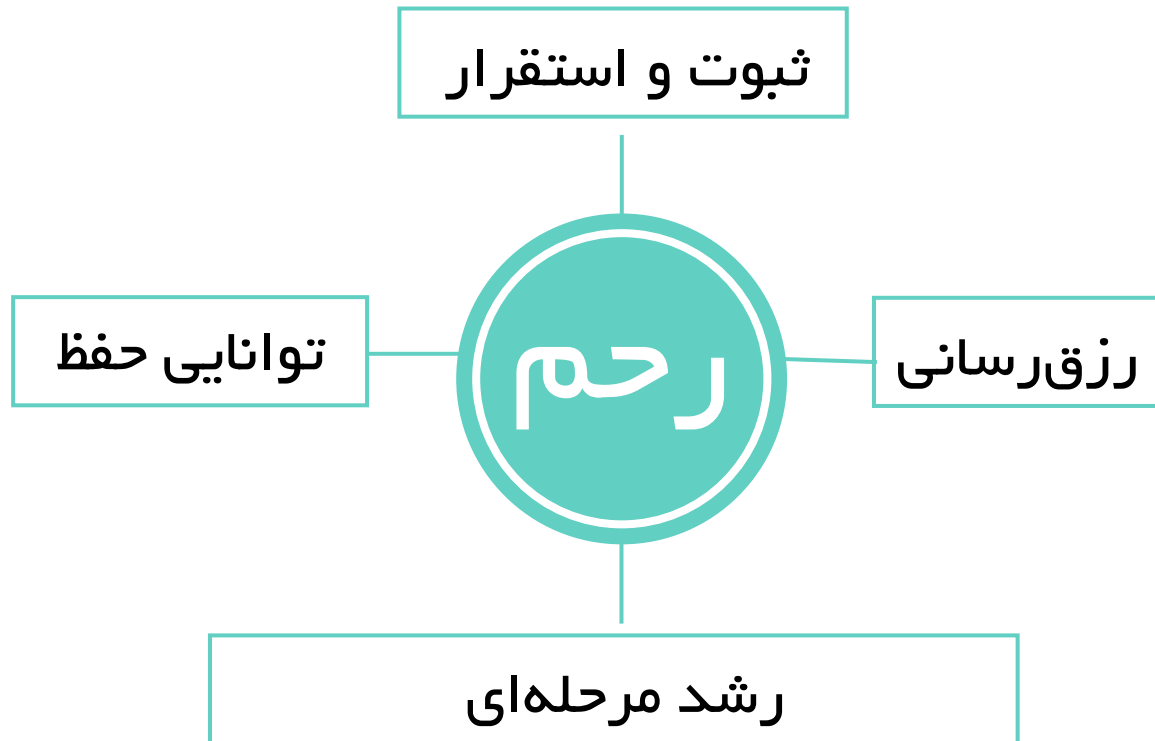 ثبوت و استقرار
رزق‌رسانی
رحم
توانایی حفظ
رشد مرحله‌ای